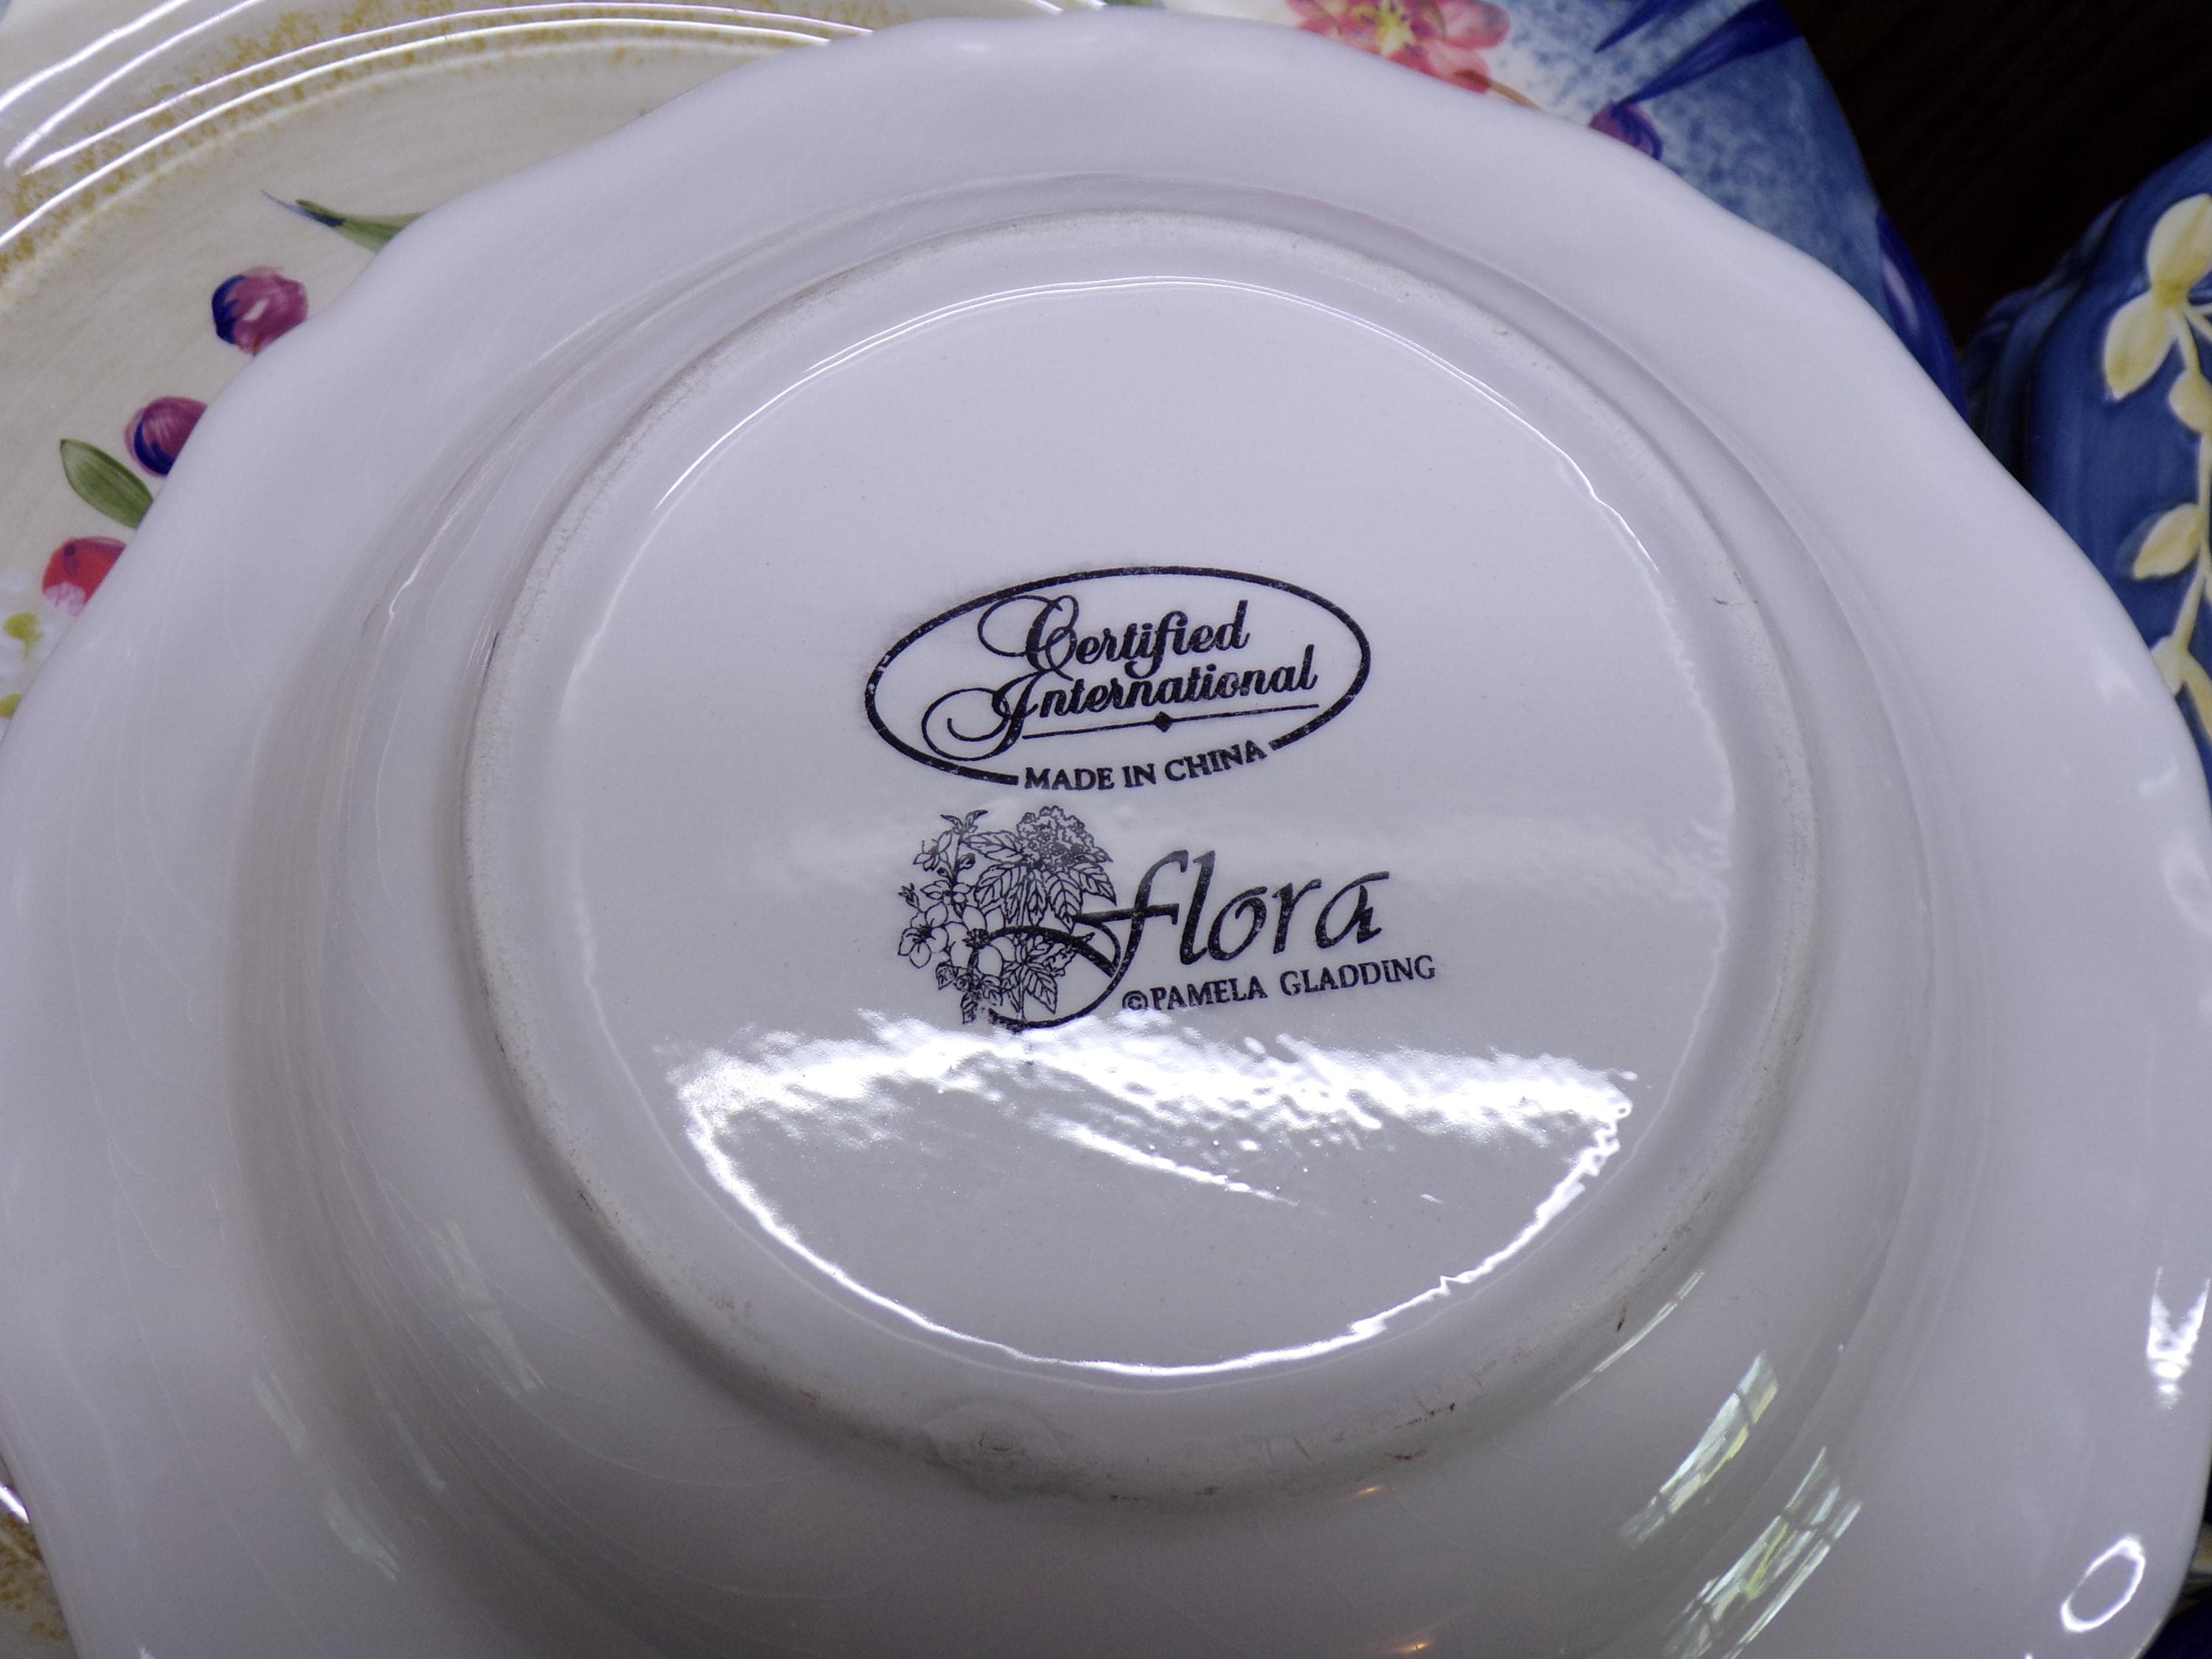 Certified
International
MADE IN CHINA
flora
©PAMELA GLADDING